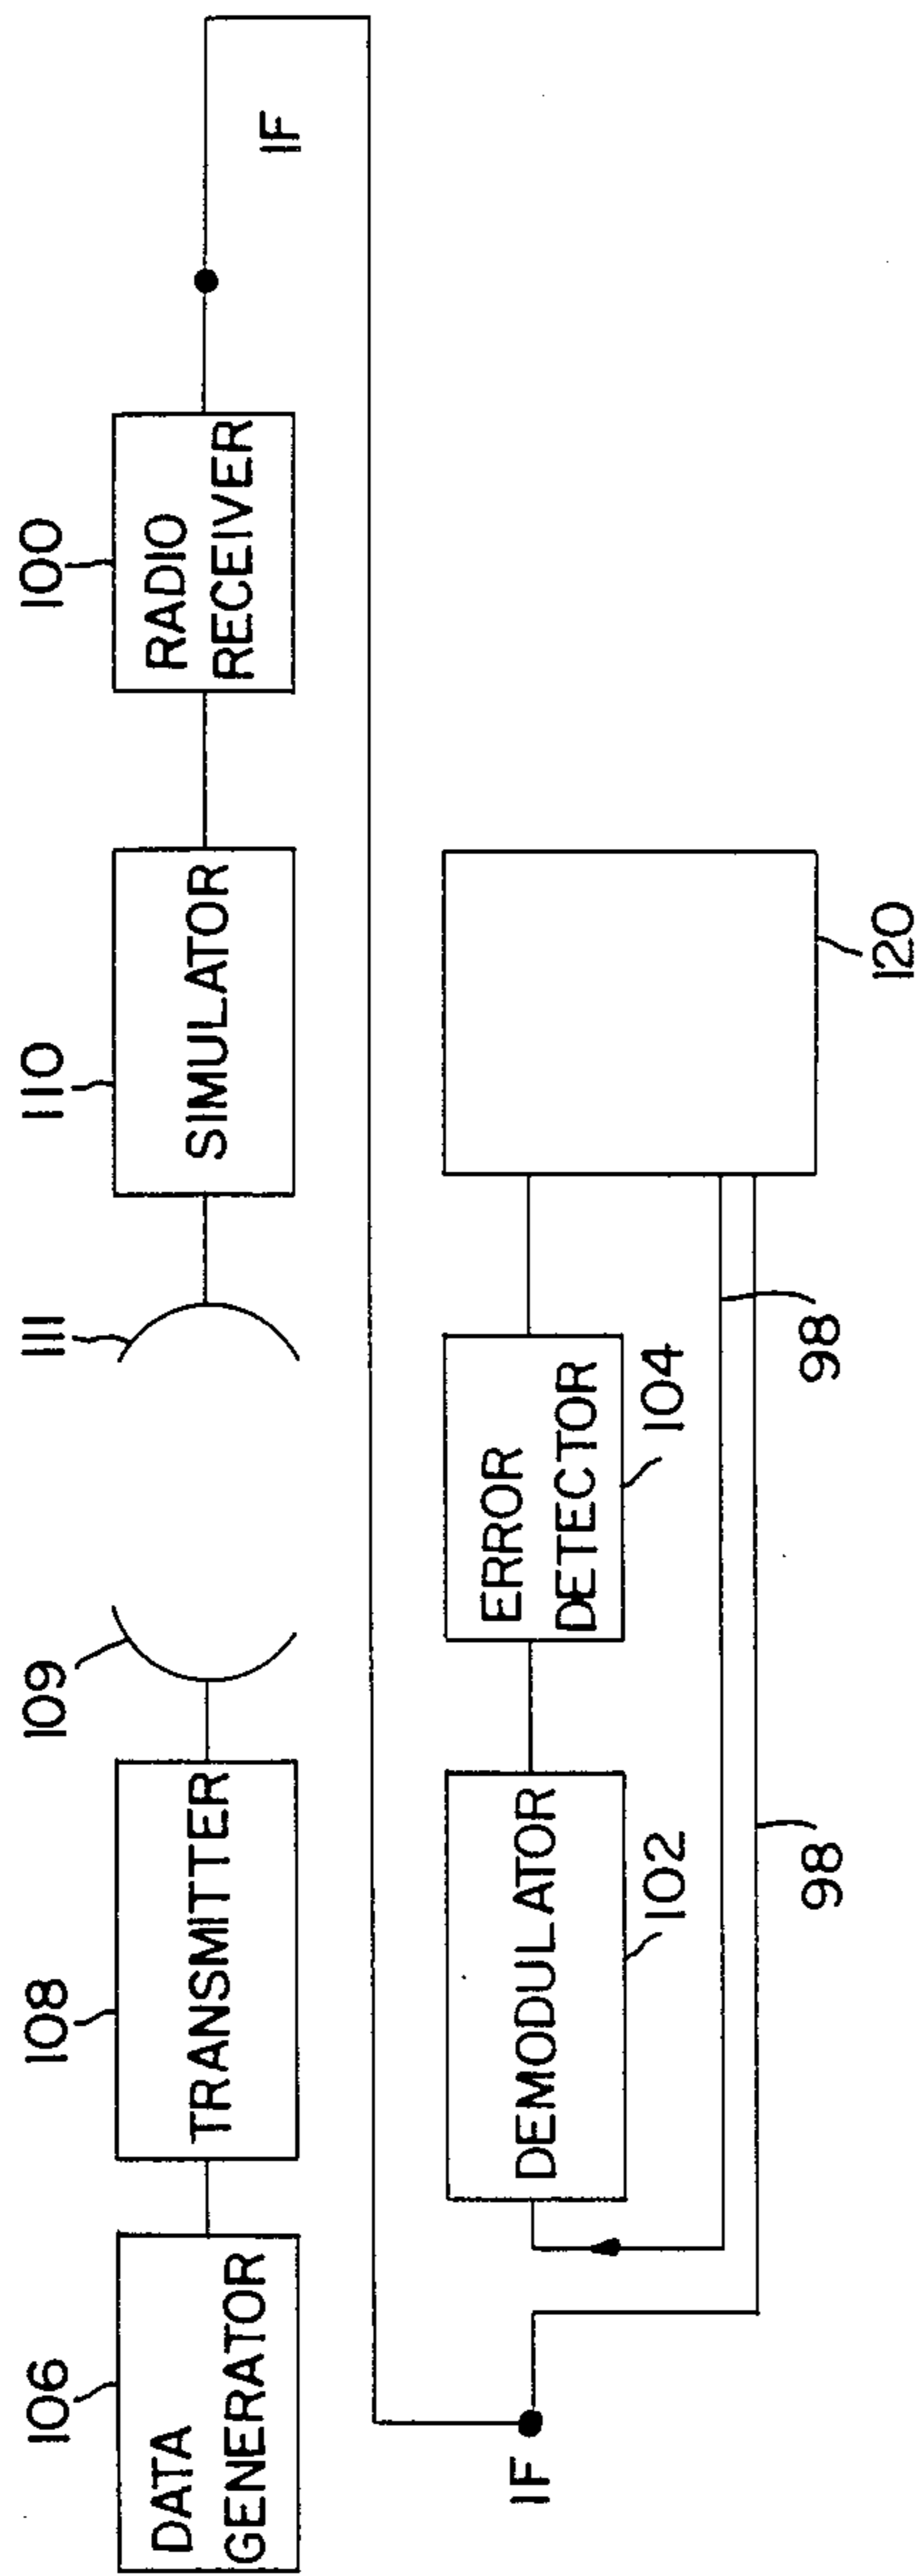 106
DATA
GENERATOR
108
TRANSMITTER
109
111
110
SIMULATOR
100
RADIO
RECEIVER
IF
IF
DEMODULATOR
102
ERROR
DETECTOR
104
98
98
120